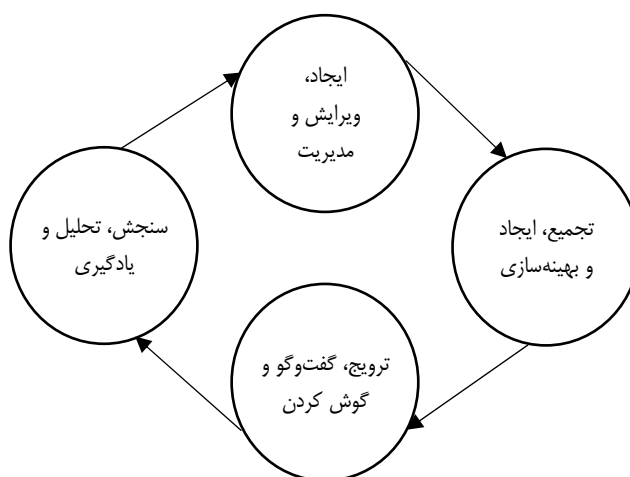 ایجاد،
ویرایش و
مدیریت
تجمیع، ایجاد
و بهینه‌سازی
ترویج، گفت‌وگو و
گوش کردن
سنجش، تحلیل و
یادگیری